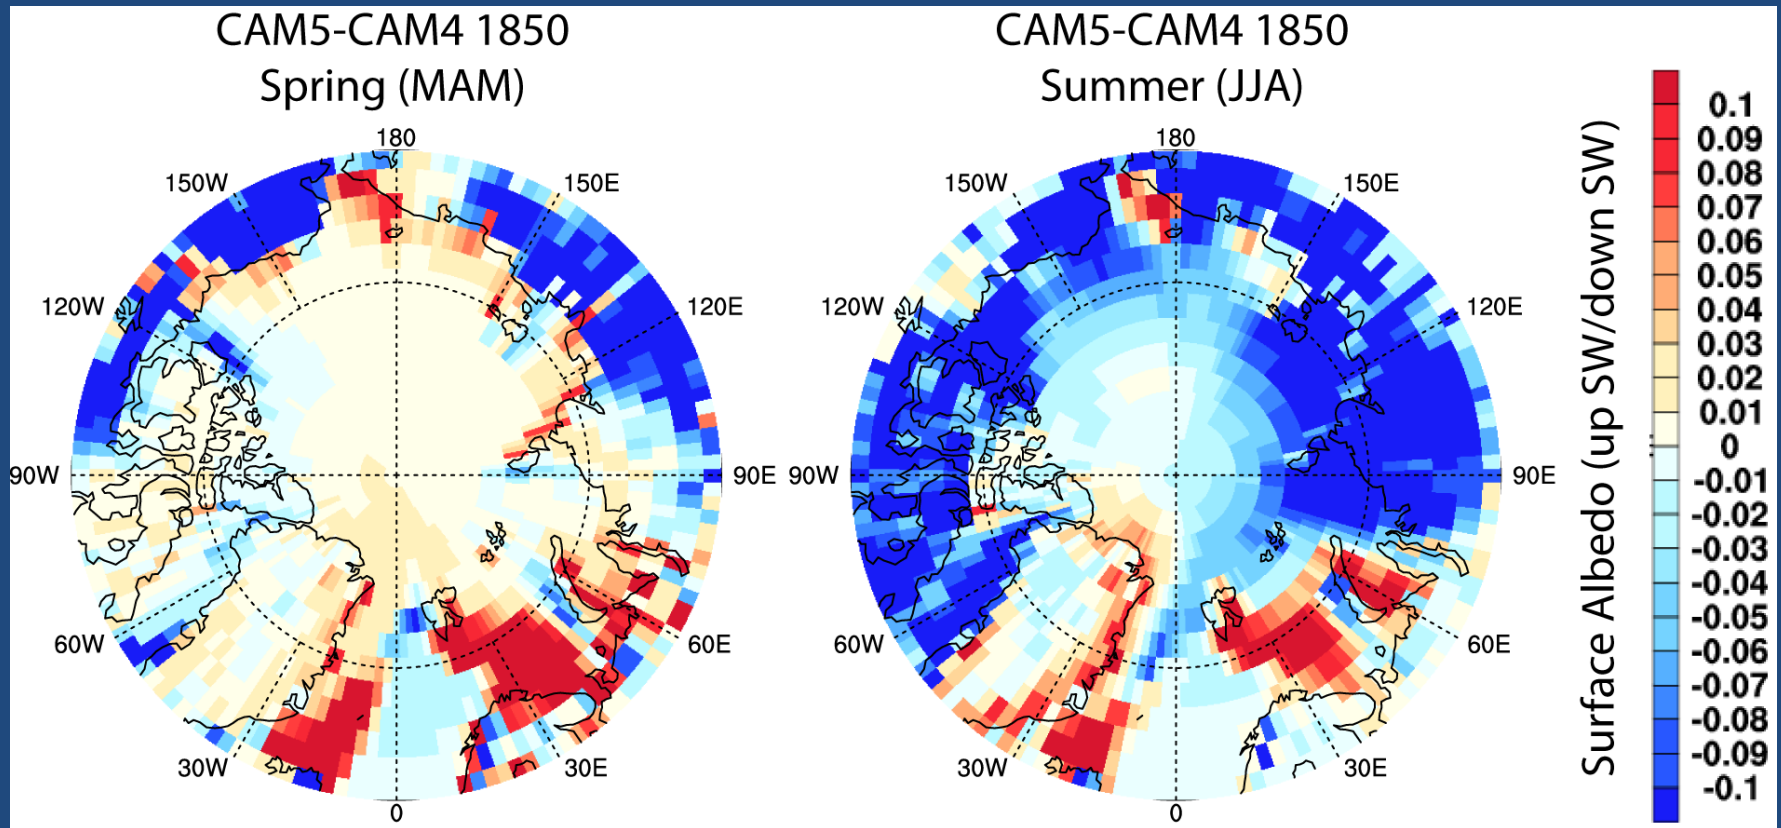 CAM5-CAM4 1850
Spring (MAM)
180
150W
150E
120W
120E
90W
90E
60W
60E
30W
30E
0
CAM5-CAM4 1850
Summer (JJA)
180
150W
150E
120W
120E
90W
90E
60W
60E
30W
30E
0
Surface Albedo (up SW/down SW)
0.1
0.09
0.08
0.07
0.06
0.05
0.04
0.03
0.02
0.01
0
-0.01
-0.02
-0.03
-0.04
-0.05
-0.06
-0.07
-0.08
-0.09
-0.1